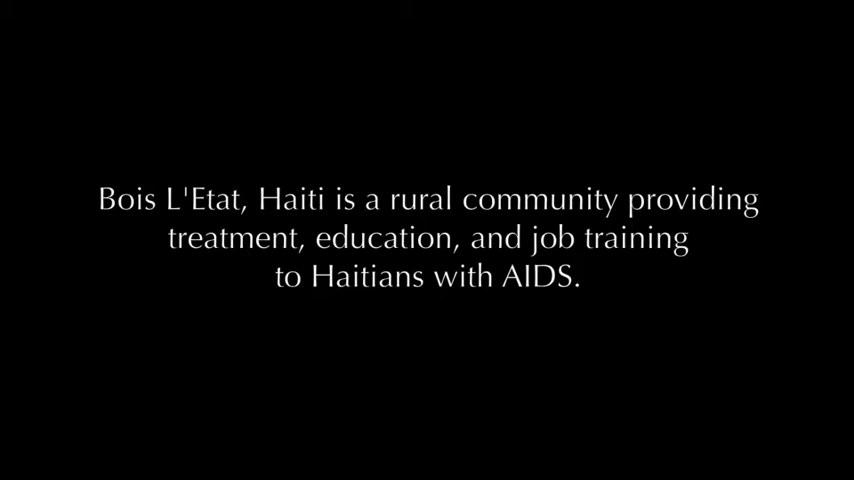 Bois L'Etat, Haiti is a rural community providing
treatment, education, and job training
to Haitians with AIDS.